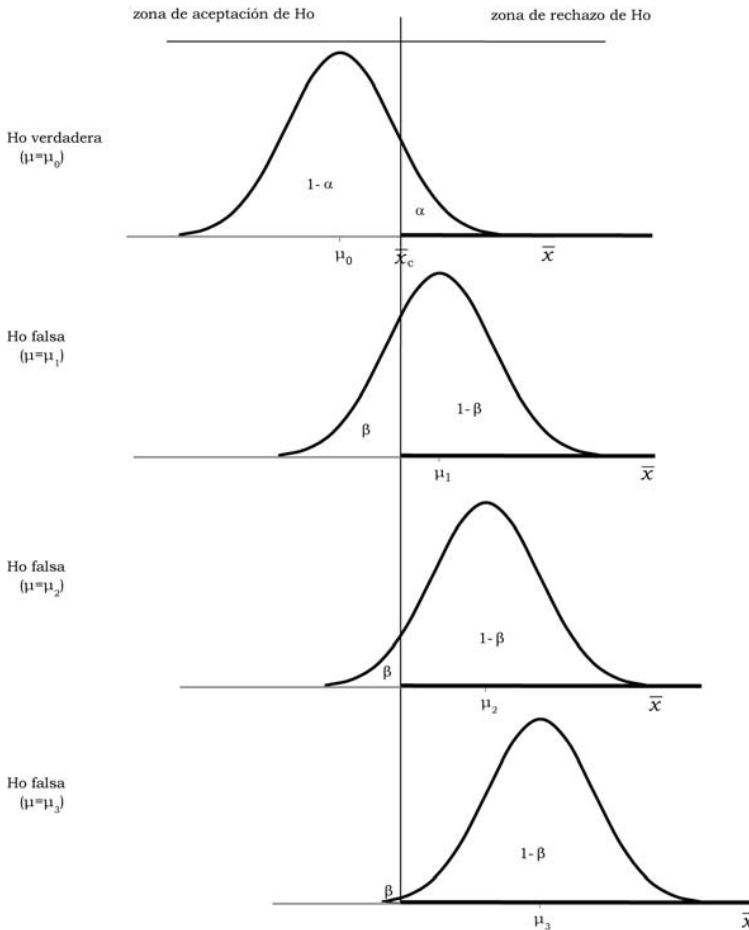 zona de aceptación de Ho zona de rechazo de Ho
Ho verdadera
(μ=μ₀)
1- α
α
μ₀ x̅c x̅
Ho falsa
(μ=μ₁)
β
1- β
μ₁ x̅
Ho falsa
(μ=μ₂)
β
1- β
μ₂ x̅
Ho falsa
(μ=μ₃)
β
1- β
μ₃ x̅